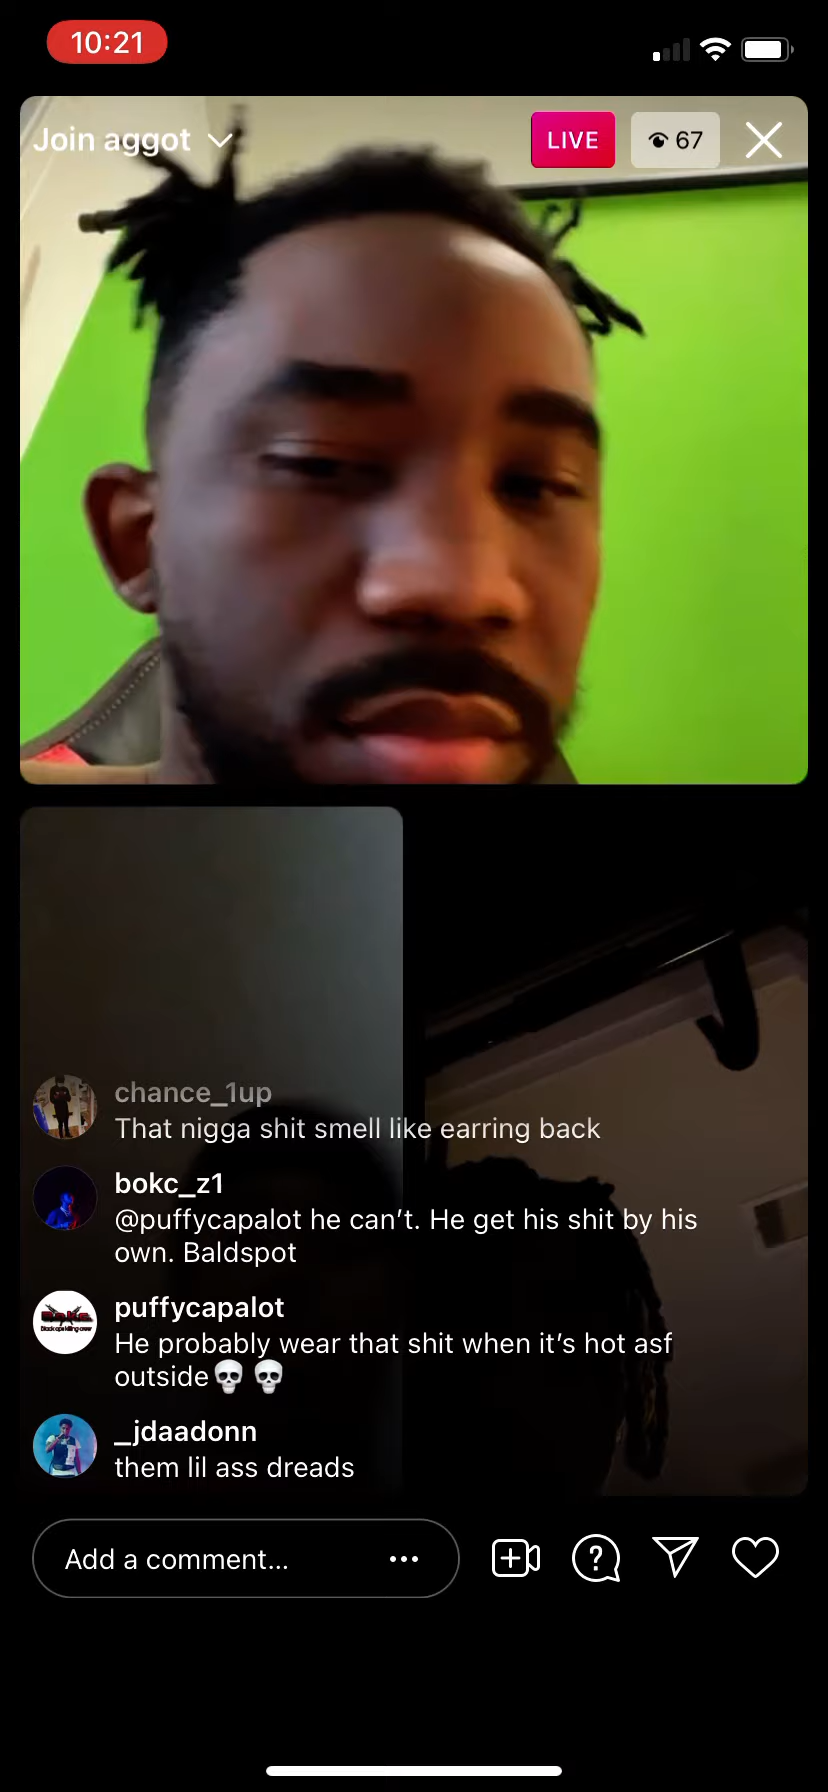 10:21
Join aggot
LIVE
67
chance_1up
That nigga shit smell like earring back
bokc_z1
@puffycapalot he can't. He get his shit by his
own. Baldspot
puffycapalot
He probably wear that shit when it's hot asf
outside💀💀
_jdaadonn
them lil ass dreads
Add a comment...